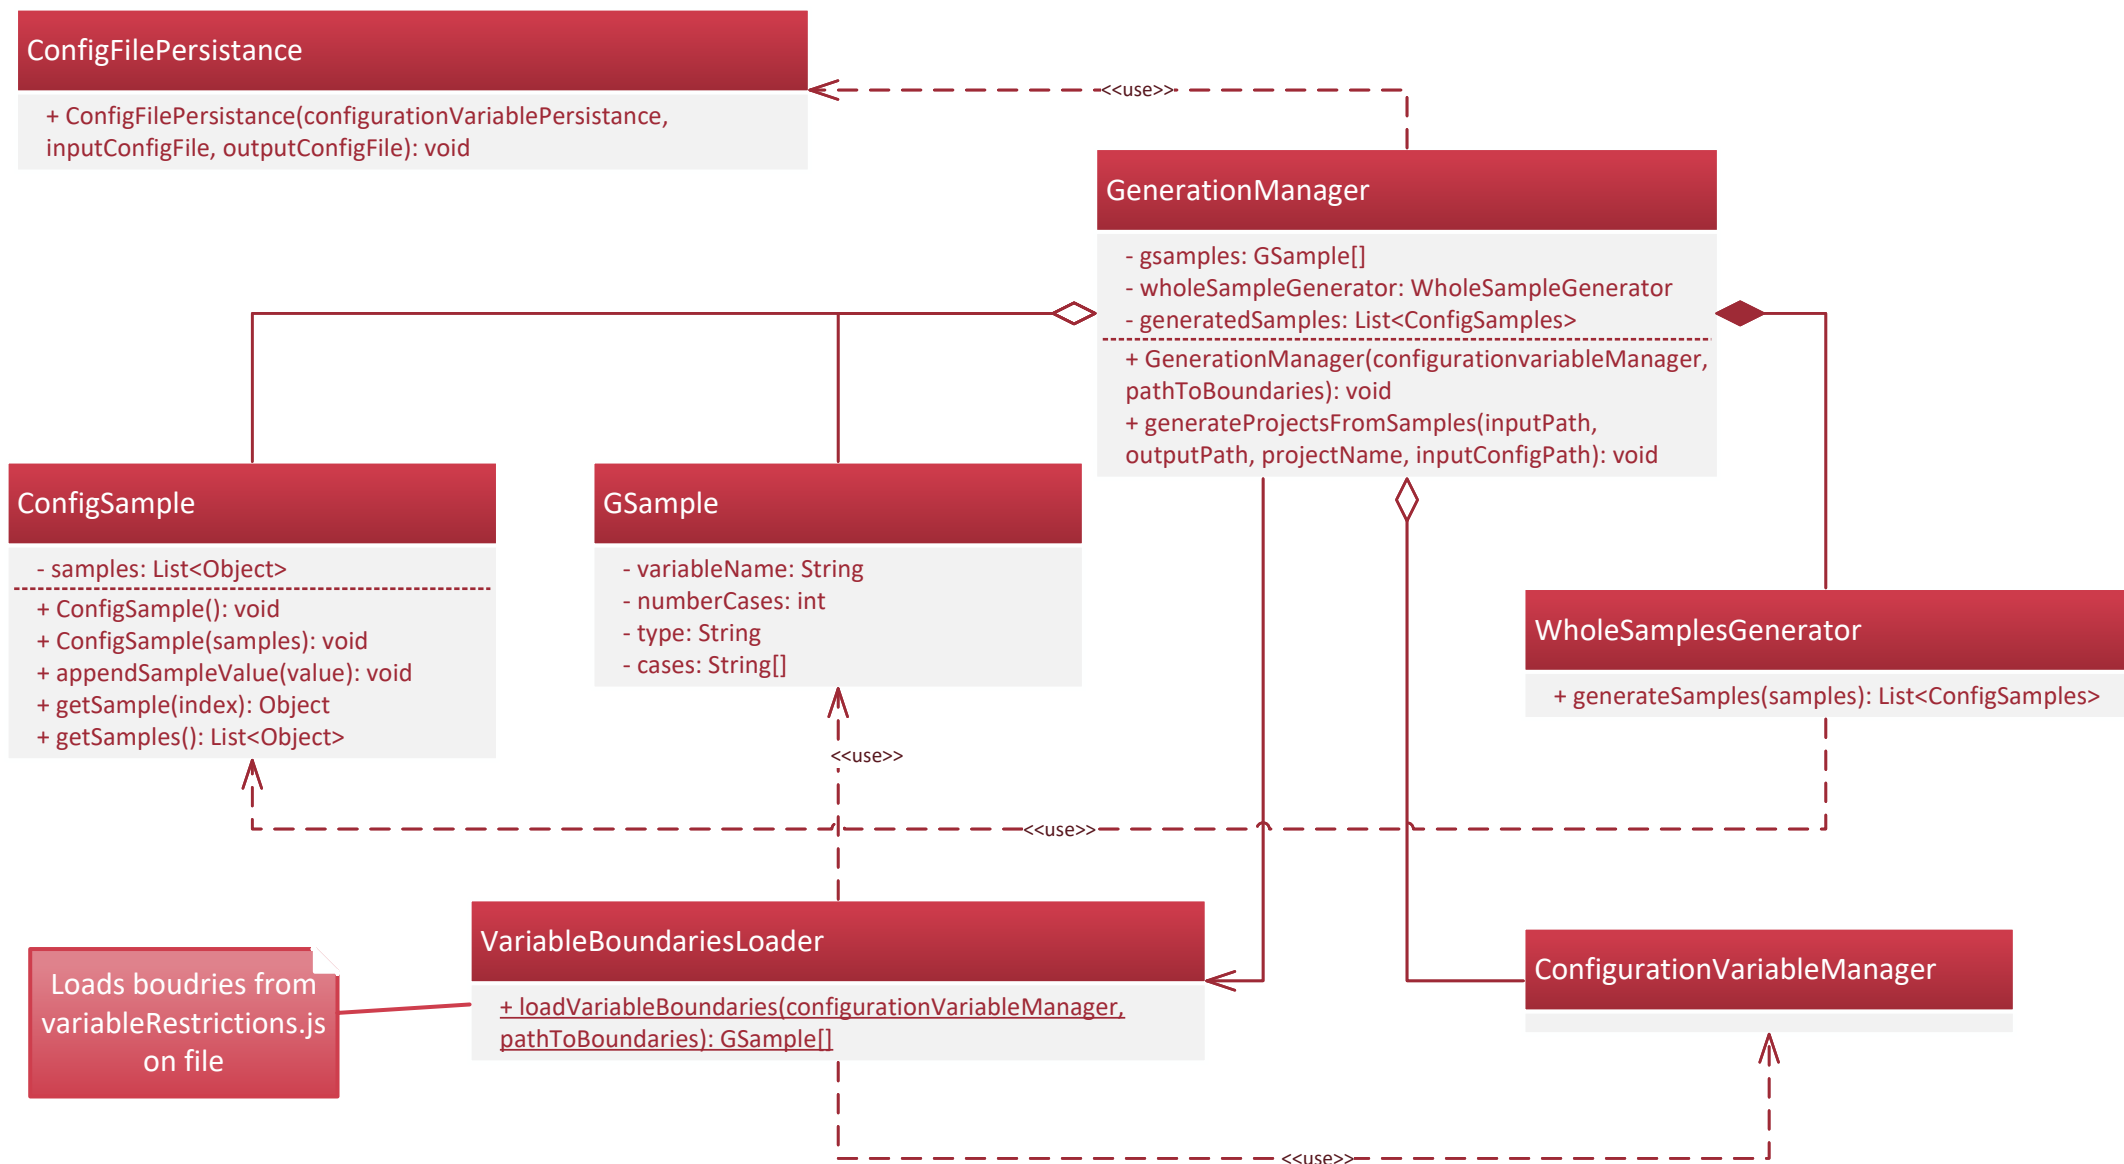 ConfigFilePersistance
+ ConfigFilePersistance(configurationVariablePersistance,
inputConfigFile, outputConfigFile): void
<<use>>
GenerationManager
- gsamples: GSample[]
- wholeSampleGenerator: WholeSampleGenerator
- generatedSamples: List<ConfigSamples>
+ GenerationManager(configurationvariableManager,
pathToBoundaries): void
+ generateProjectsFromSamples(inputPath,
outputPath, projectName, inputConfigPath): void
ConfigSample
- samples: List<Object>
+ ConfigSample(): void
+ ConfigSample(samples): void
+ appendSampleValue(value): void
+ getSample(index): Object
+ getSamples(): List<Object>
GSample
- variableName: String
- numberCases: int
- type: String
- cases: String[]
WholeSamplesGenerator
+ generateSamples(samples): List<ConfigSamples>
<<use>>
<<use>>
VariableBoundariesLoader
+ loadVariableBoundaries(configurationVariableManager,
pathToBoundaries): GSample[]
Loads boudries from
variableRestrictions.js
on file
ConfigurationVariableManager
<<use>>